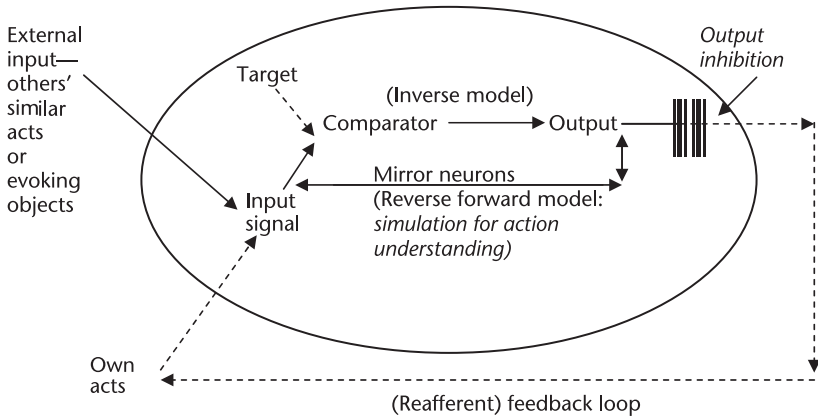 External
input—
others'
similar
acts
or
evoking
objects
Target
(Inverse model)
Comparator
Output
Output
inhibition
Mirror neurons
(Reverse forward model:
simulation for action
understanding)
Input
signal
Own
acts
(Reafferent) feedback loop